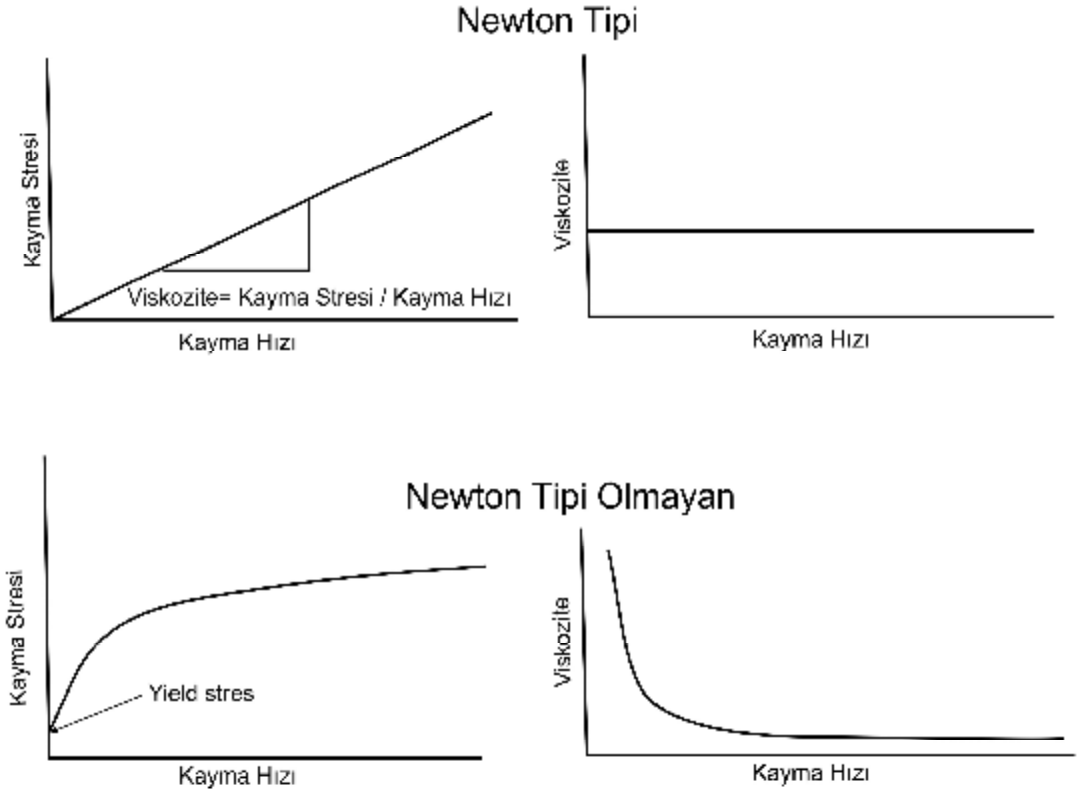 Newton Tipi
Kayma Stresi
Viskozite= Kayma Stresi / Kayma Hızı
Kayma Hızı
Viskozite
Kayma Hızı
Newton Tipi Olmayan
Kayma Stresi
Yield stres
Kayma Hızı
Viskozite
Kayma Hızı